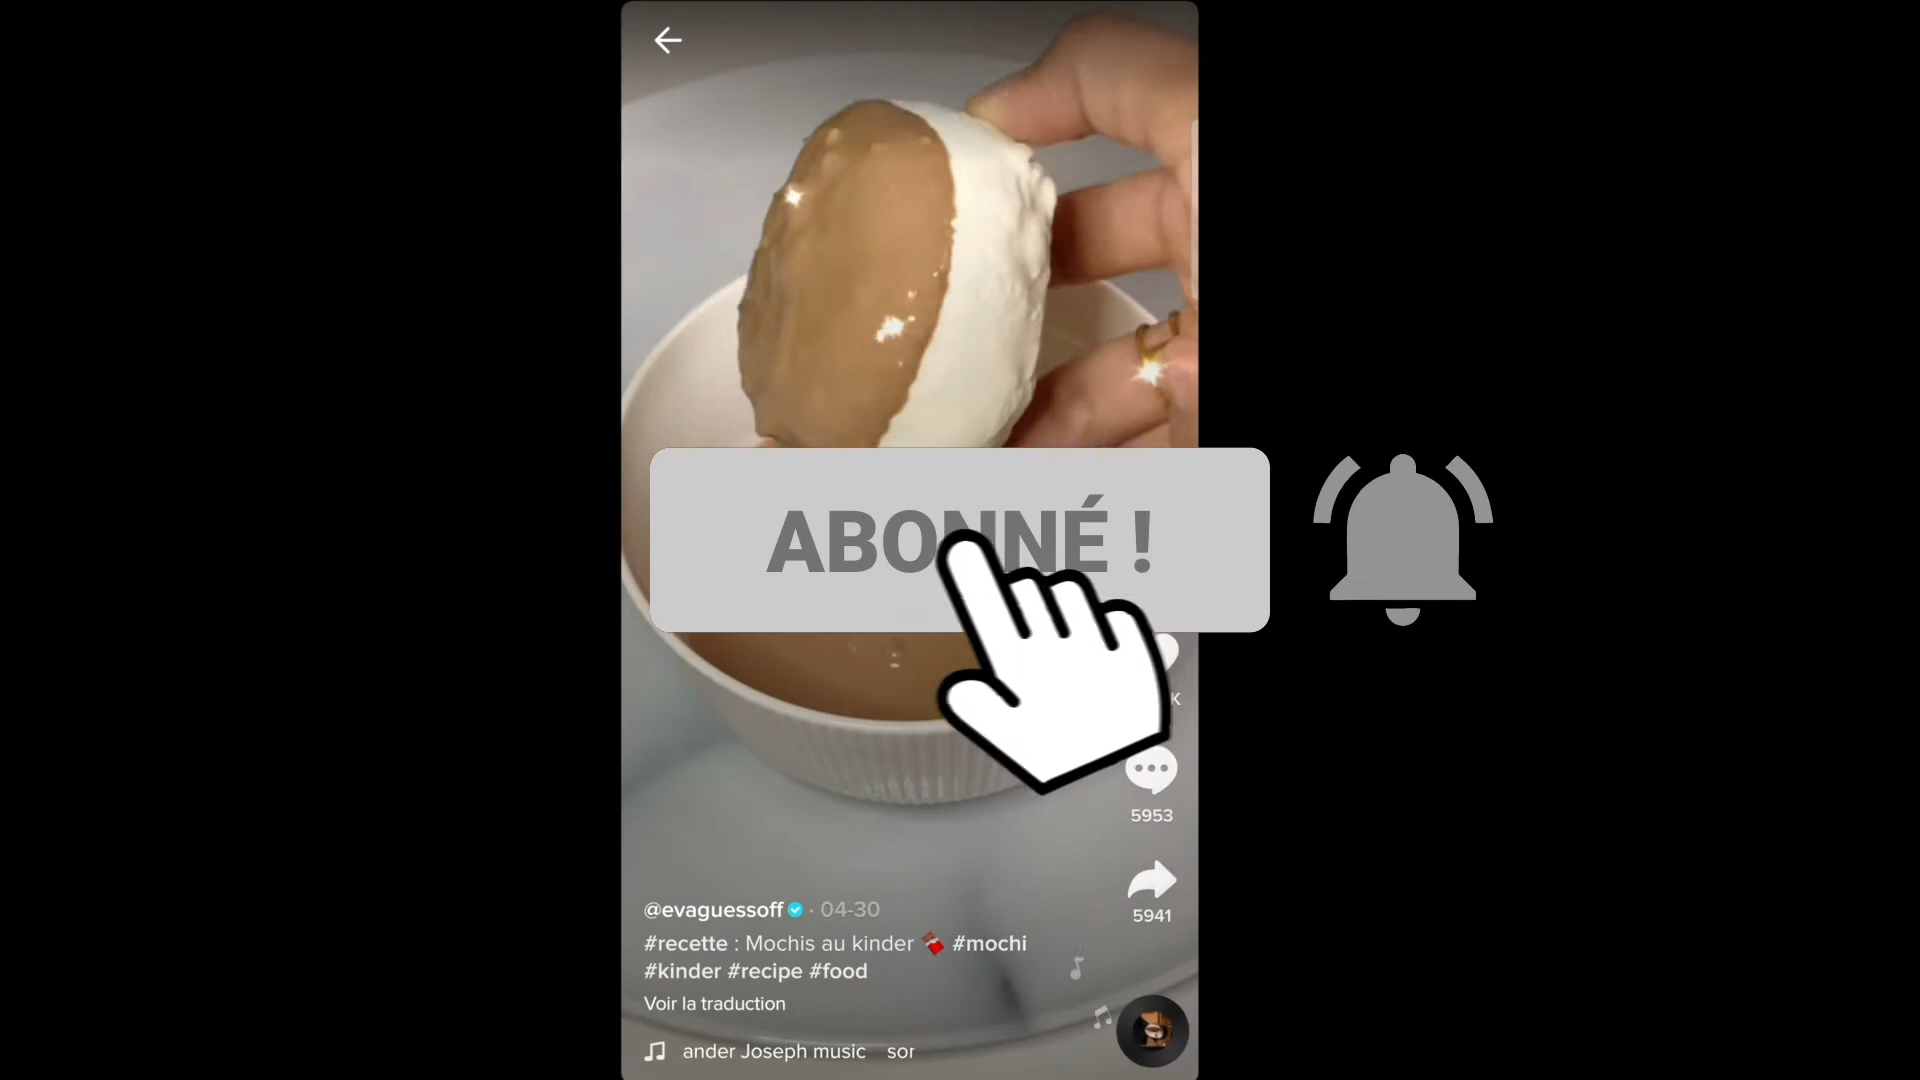 ABONNÉ !
K
5953
5941
@evaguessoff · 04-30
#recette : Mochis au kinder 🍫 #mochi
#kinder #recipe #food
Voir la traduction
ander Joseph music sor